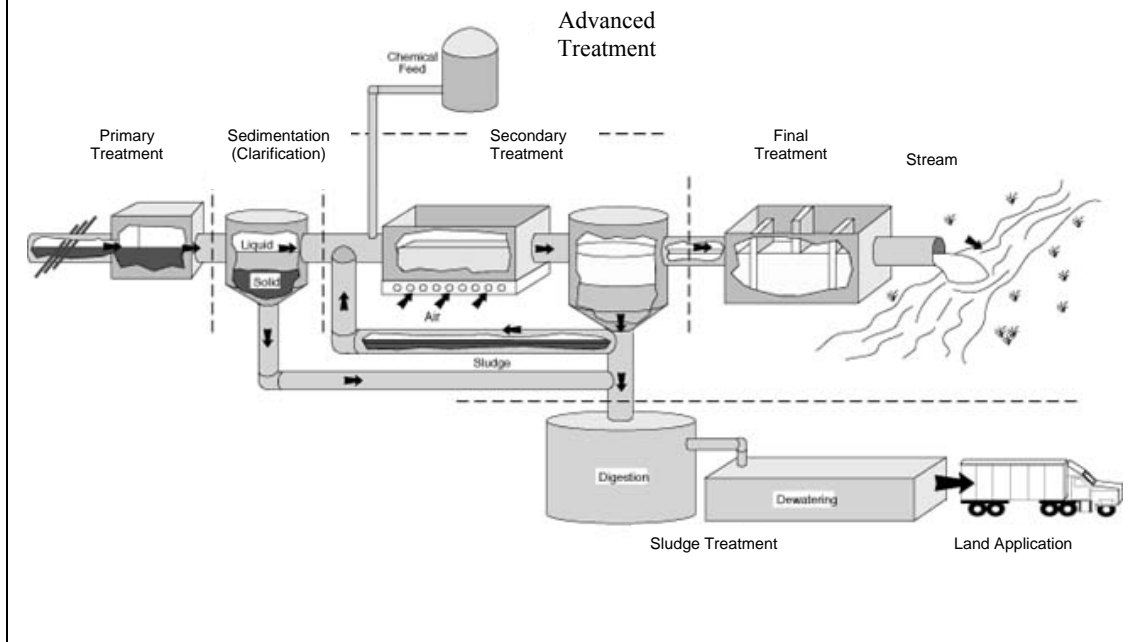 Advanced
Treatment
Chemical
Feed
Primary
Treatment
Sedimentation
(Clarification)
Secondary
Treatment
Final
Treatment
Stream
Liquid
Solid
Air
Sludge
Digestion
Dewatering
Sludge Treatment
Land Application